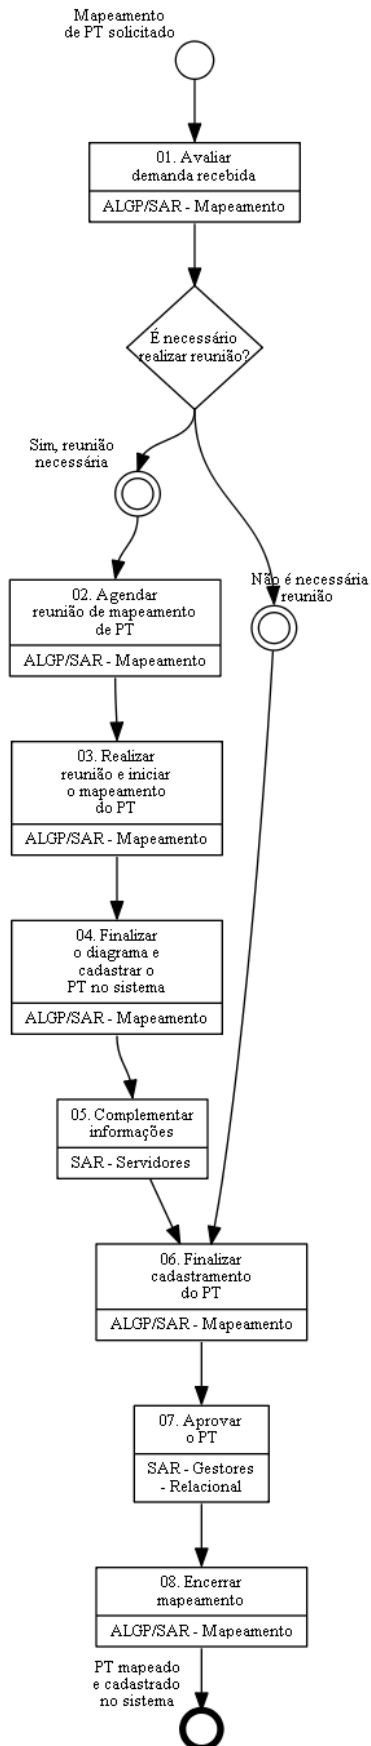 Mapeamento
de PT solicitado
01. Avaliar
demanda recebida
ALGP/SAR - Mapeamento
É necessário
realizar reunião?
Sim, reunião
necessária
Não é necessária
reunião
02. Agendar
reunião de mapeamento
de PT
ALGP/SAR - Mapeamento
03. Realizar
reunião e iniciar
o mapeamento
do PT
ALGP/SAR - Mapeamento
04. Finalizar
o diagrama e
cadastrar o
PT no sistema
ALGP/SAR - Mapeamento
05. Complementar
informações
SAR - Servidores
06. Finalizar
cadastramento
do PT
ALGP/SAR - Mapeamento
07. Aprovar
o PT
SAR - Gestores
- Relacional
08. Encerrar
mapeamento
ALGP/SAR - Mapeamento
PT mapeado
e cadastrado
no sistema